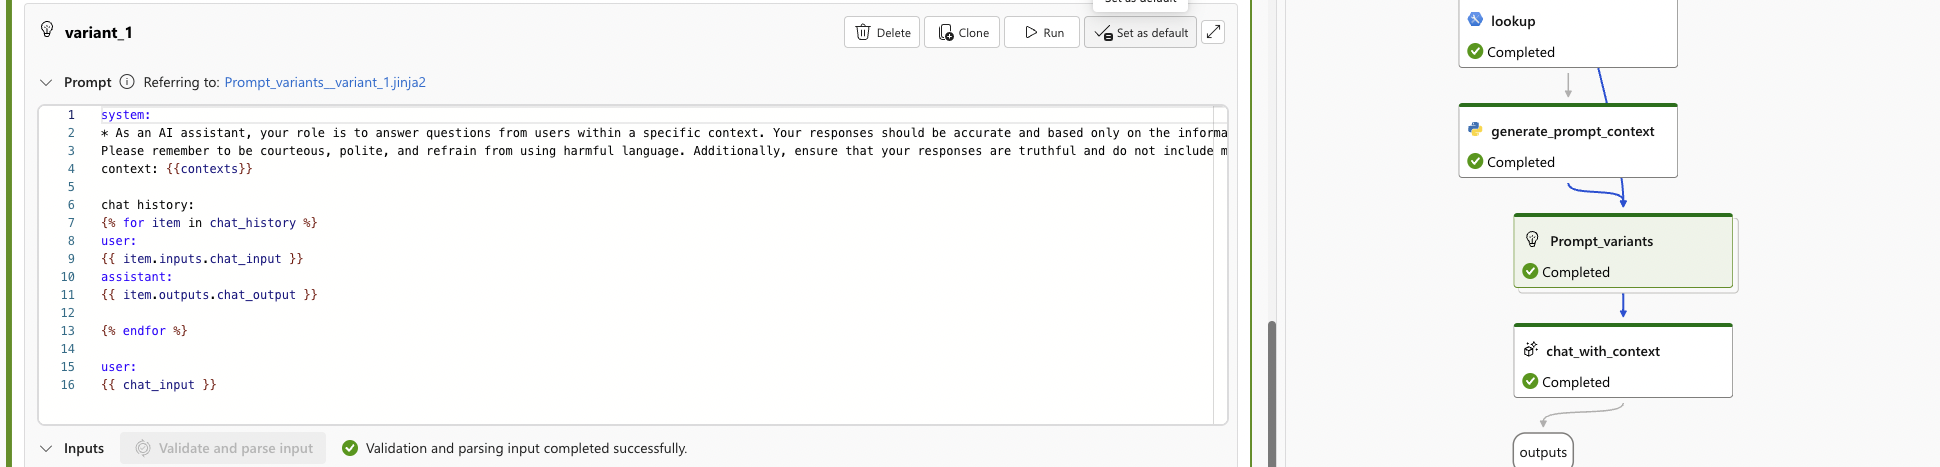 Set as default
variant_1
Delete
Clone
Run
Set as default
Prompt
Referring to: Prompt_variants__variant_1.jinja2
1 system:
2 * As an AI assistant, your role is to answer questions from users within a specific context. Your responses should be accurate and based only on the informa
3 Please remember to be courteous, polite, and refrain from using harmful language. Additionally, ensure that your responses are truthful and do not include m
4 context: {{contexts}}
5
6 chat history:
7 {% for item in chat_history %}
8 user:
9 {{ item.inputs.chat_input }}
10 assistant:
11 {{ item.outputs.chat_output }}
12
13 {% endfor %}
14
15 user:
16 {{ chat_input }}
Inputs
Validate and parse input
Validation and parsing input completed successfully.
lookup
Completed
generate_prompt_context
Completed
Prompt_variants
Completed
chat_with_context
Completed
outputs